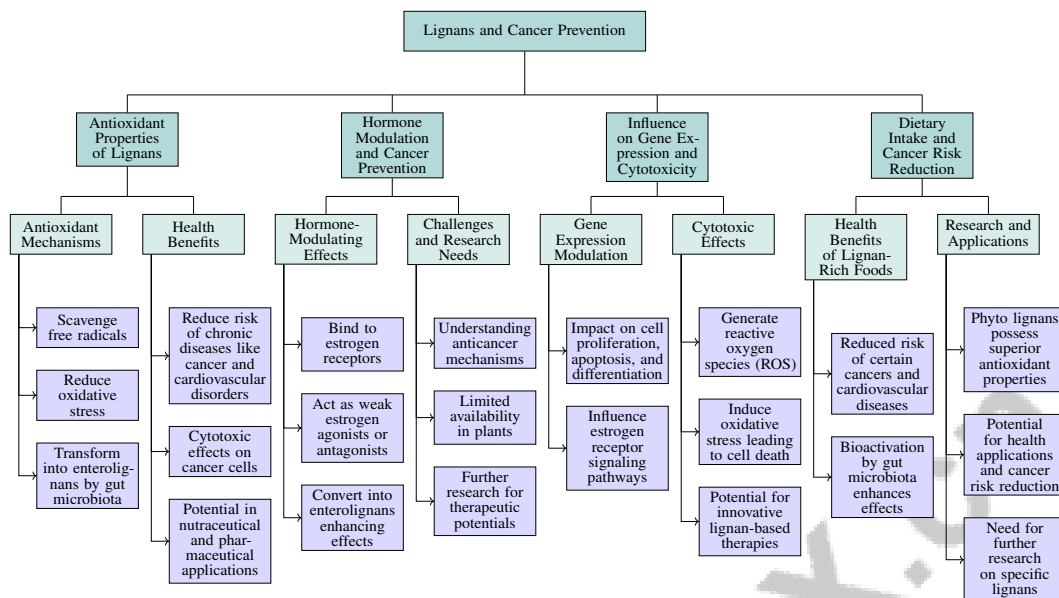 Lignans and Cancer Prevention
Antioxidant
Properties
of Lignans
Hormone
Modulation
and Cancer
Prevention
Influence
on Gene Ex-
pression and
Cytotoxicity
Dietary
Intake and
Cancer Risk
Reduction
Antioxidant
Mechanisms
Health
Benefits
Hormone-
Modulating
Effects
Challenges
and Research
Needs
Gene
Expression
Modulation
Cytotoxic
Effects
Health
Benefits
of Lignan-
Rich Foods
Research and
Applications
Scavenge
free radicals
Reduce
oxidative
stress
Transform
into enterolig-
nans by gut
microbiota
Reduce risk
of chronic
diseases like
cancer and
cardiovascular
disorders
Cytotoxic
effects on
cancer cells
Potential in
nutraceutical
and phar-
maceutical
applications
Bind to
estrogen
receptors
Act as weak
estrogen
agonists or
antagonists
Convert into
enterolignans
enhancing
effects
Understanding
anticancer
mechanisms
Limited
availability
in plants
Further
research for
therapeutic
potentials
Impact on cell
proliferation,
apoptosis, and
differentiation
Influence
estrogen
receptor
signaling
pathways
Generate
reactive
oxygen
species (ROS)
Induce
oxidative
stress leading
to cell death
Potential for
innovative
lignan-based
therapies
Reduced risk
of certain
cancers and
cardiovascular
diseases
Bioactivation
by gut
microbiota
enhances
effects
Phyto lignans
possess
superior
antioxidant
properties
Potential
for health
applications
and cancer
risk reduction
Need for
further
research
on specific
lignans